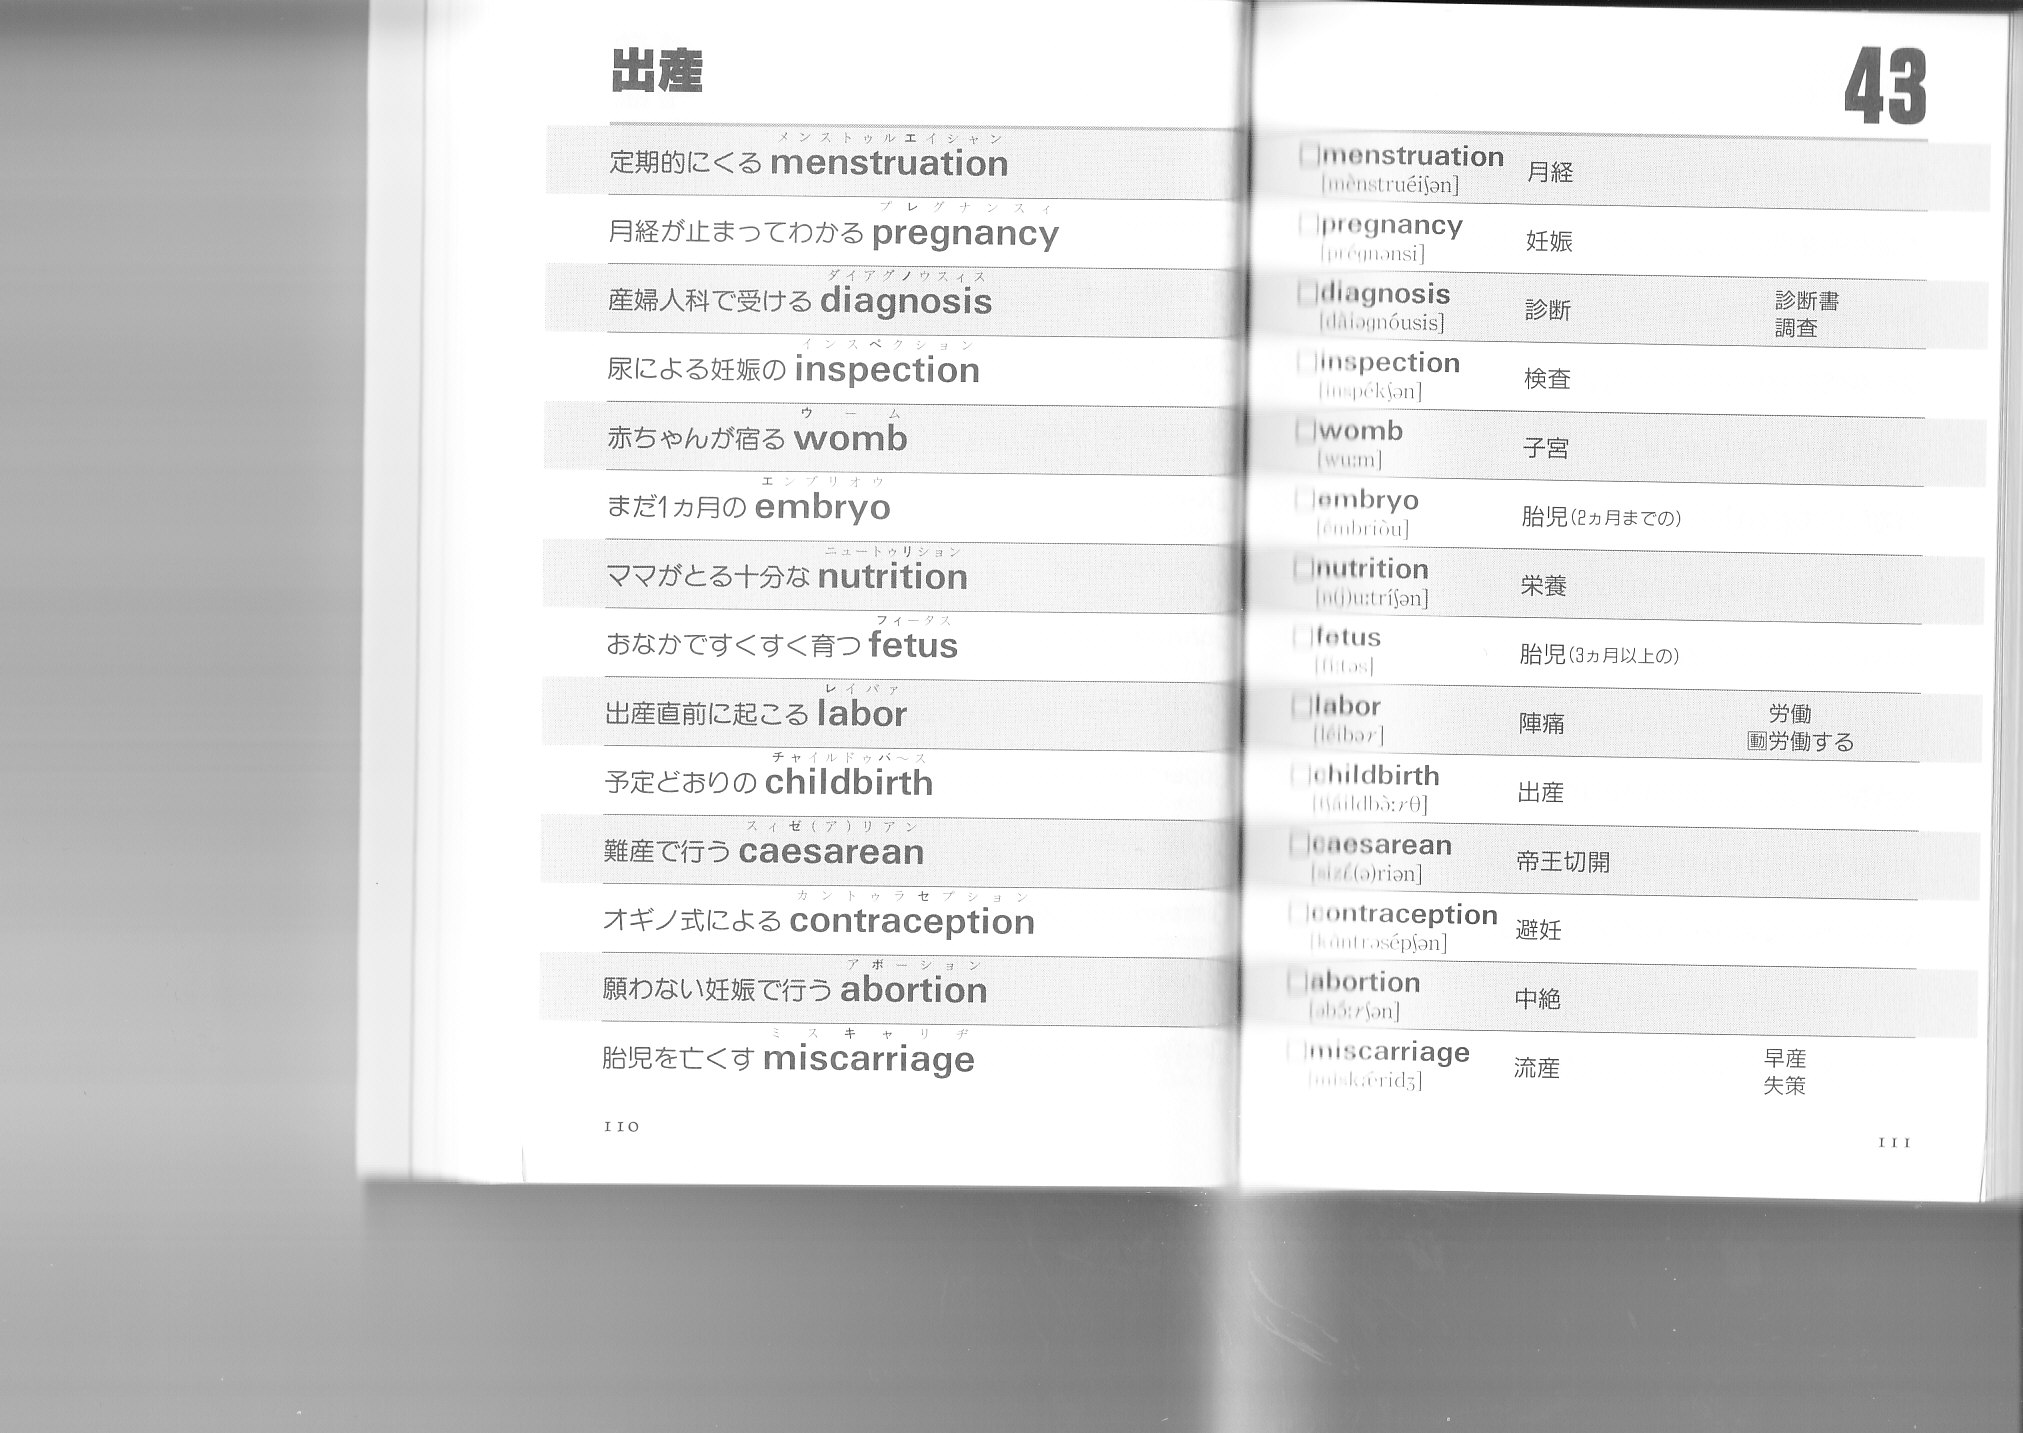 出産
メンストゥルエイシャン
定期的にくる menstruation
プレグナンスィ
月経が止まってわかる pregnancy
ダイアグノウスィス
産婦人科で受ける diagnosis
インスペクション
尿による妊娠の inspection
ウーム
赤ちゃんが宿る womb
エンブリオウ
まだ1ヵ月の embryo
ニュートゥリション
ママがとる十分な nutrition
フィータス
おなかですくすく育つ fetus
レイバァ
出産直前に起こる labor
チャイルドゥバ〜ス
予定どおりの childbirth
スィゼ(ア)リアン
難産で行う caesarean
カントゥラセプション
オギノ式による contraception
アボーション
願わない妊娠で行う abortion
ミスキャリヂ
胎児を亡くす miscarriage
110
43
□menstruation 月経
[mènstruéiʃən]
□pregnancy 妊娠
[prégnənsi]
□diagnosis 診断 診断書
[dàiəgnóusis] 調査
□inspection 検査
[inspékʃən]
□womb 子宮
[wuːm]
□embryo 胎児(2ヵ月までの)
[émbriòu]
□nutrition 栄養
[n(j)uːtríʃən]
□fetus 胎児(3ヵ月以上の)
[fíːtəs]
□labor 陣痛 労働
[léibər] 動労働する
□childbirth 出産
[tʃáildbə̀ːrθ]
□caesarean 帝王切開
[sizé(ə)riən]
□contraception 避妊
[kɑ̀ntrəsépʃən]
□abortion 中絶
[əbɔ́ːrʃən]
□miscarriage 流産 早産
[miskǽridʒ] 失策
111